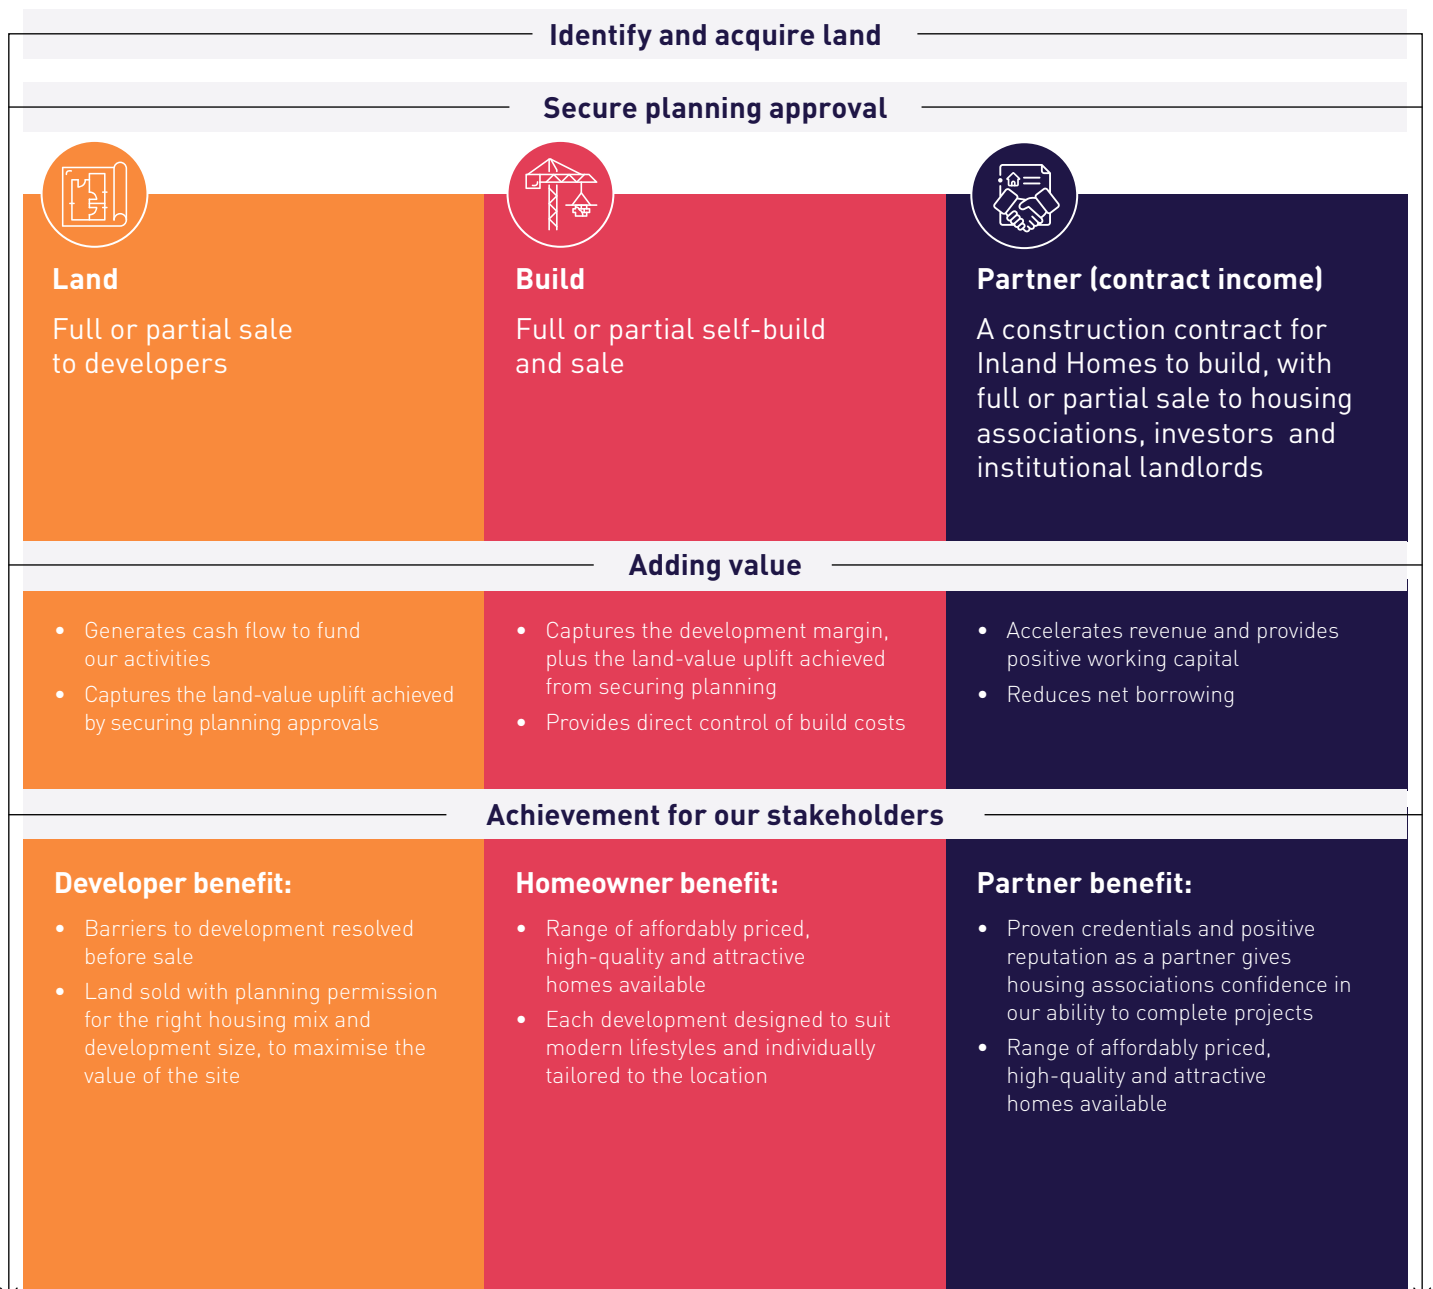 Identify and acquire land
Secure planning approval
Land
Full or partial sale
to developers
Build
Full or partial self-build
and sale
Partner (contract income)
A construction contract for
Inland Homes to build, with
full or partial sale to housing
associations, investors and
institutional landlords
Adding value
• Generates cash flow to fund
our activities
• Captures the land-value uplift achieved
by securing planning approvals
• Captures the development margin,
plus the land-value uplift achieved
from securing planning
• Provides direct control of build costs
• Accelerates revenue and provides
positive working capital
• Reduces net borrowing
Achievement for our stakeholders
Developer benefit:
• Barriers to development resolved
before sale
• Land sold with planning permission
for the right housing mix and
development size, to maximise the
value of the site
Homeowner benefit:
• Range of affordably priced,
high-quality and attractive
homes available
• Each development designed to suit
modern lifestyles and individually
tailored to the location
Partner benefit:
• Proven credentials and positive
reputation as a partner gives
housing associations confidence in
our ability to complete projects
• Range of affordably priced,
high-quality and attractive
homes available